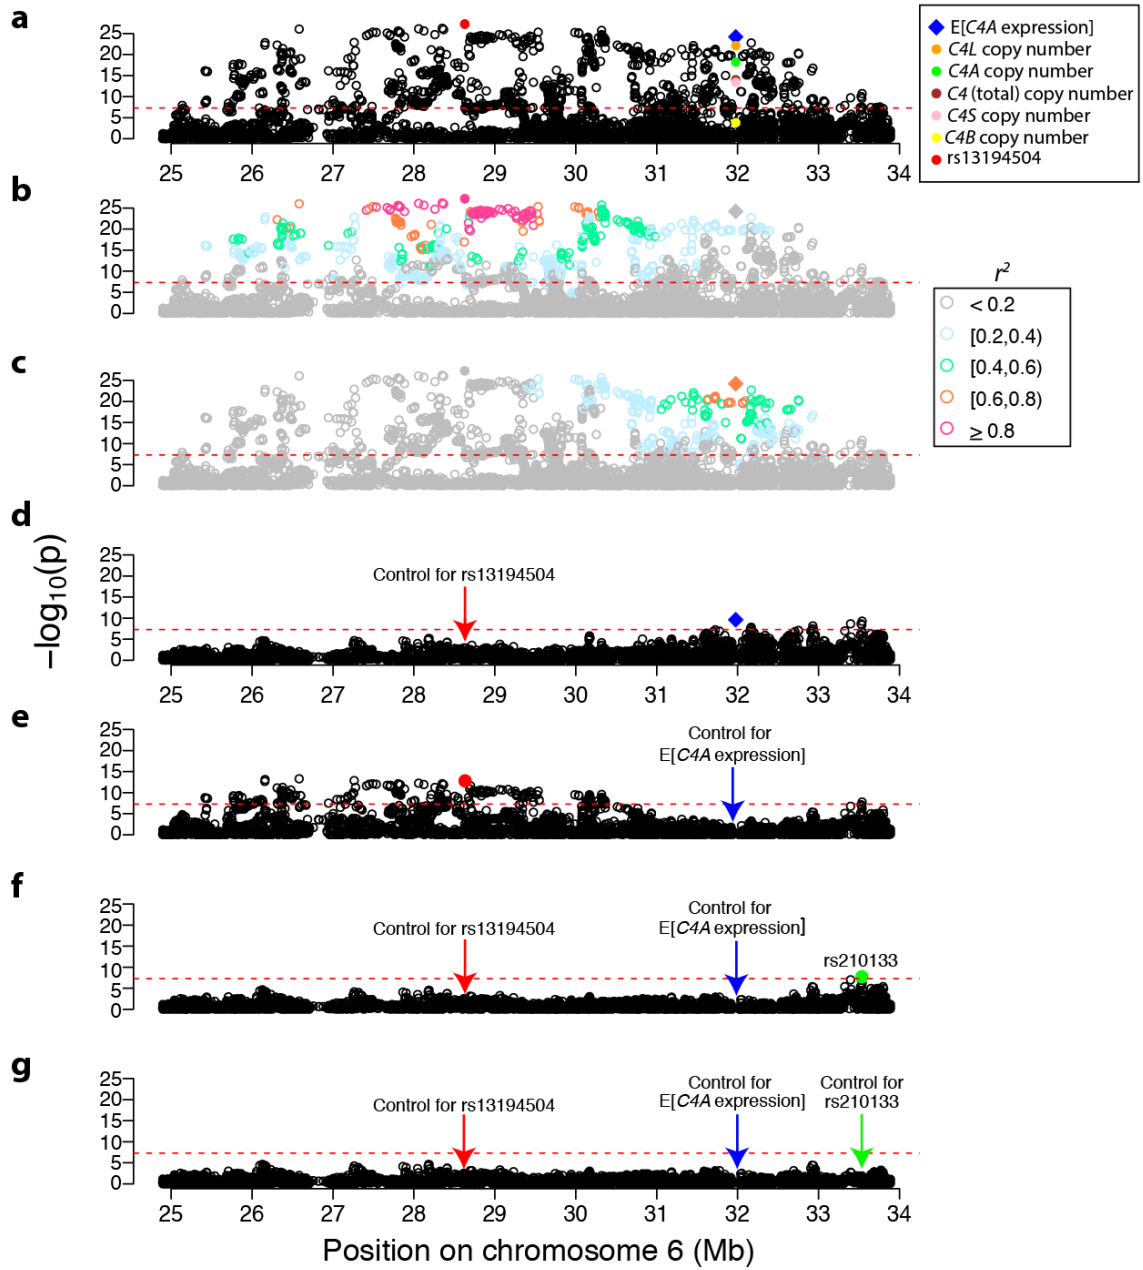 a
25
20
15
10
5
0
25 26 27 28 29 30 31 32 33 34
E[C4A expression]
C4L copy number
C4A copy number
C4 (total) copy number
C4S copy number
C4B copy number
rs13194504
b
25
20
15
10
5
0
r²
< 0.2
[0.2,0.4)
[0.4,0.6)
[0.6,0.8)
≥ 0.8
c
25
20
15
10
5
0
−log₁₀(p)
d
25
20
15
10
5
0
Control for rs13194504
25 26 27 28 29 30 31 32 33 34
e
25
20
15
10
5
0
Control for
E[C4A expression]
f
25
20
15
10
5
0
Control for rs13194504
Control for
E[C4A expression]
rs210133
g
25
20
15
10
5
0
Control for rs13194504
Control for
E[C4A expression]
Control for
rs210133
25 26 27 28 29 30 31 32 33 34
Position on chromosome 6 (Mb)